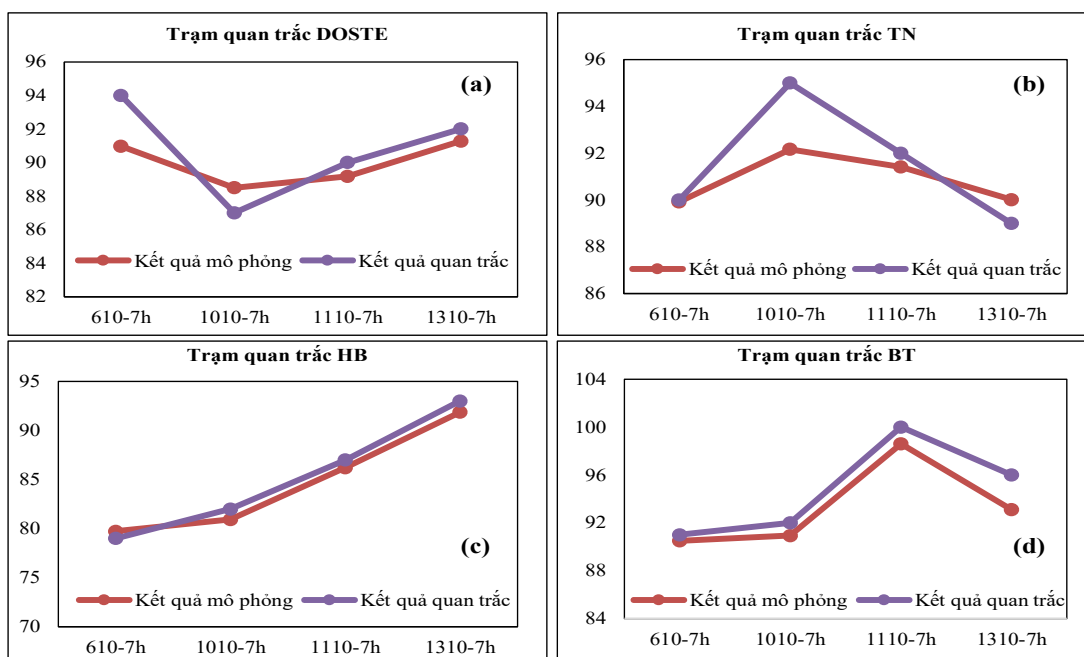 Trạm quan trắc DOSTE
(a)
96
94
92
90
88
86
84
82
Kết quả mô phỏng Kết quả quan trắc
610-7h 1010-7h 1110-7h 1310-7h
Trạm quan trắc TN
(b)
96
94
92
90
88
86
Kết quả mô phỏng Kết quả quan trắc
610-7h 1010-7h 1110-7h 1310-7h
Trạm quan trắc HB
95
90
85
80
75
70
(c)
Kết quả mô phỏng Kết quả quan trắc
610-7h 1010-7h 1110-7h 1310-7h
Trạm quan trắc BT
104
100
96
92
88
84
(d)
Kết quả mô phỏng Kết quả quan trắc
610-7h 1010-7h 1110-7h 1310-7h